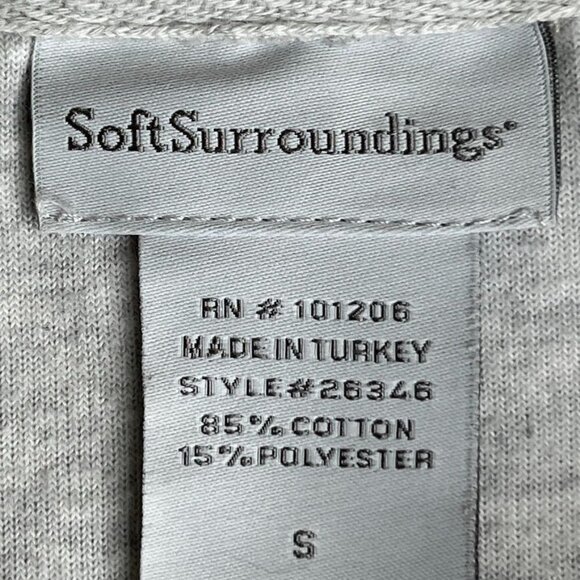 SoftSurroundings®
RN # 101206
MADE IN TURKEY
STYLE#26346
85% COTTON
15% POLYESTER
S